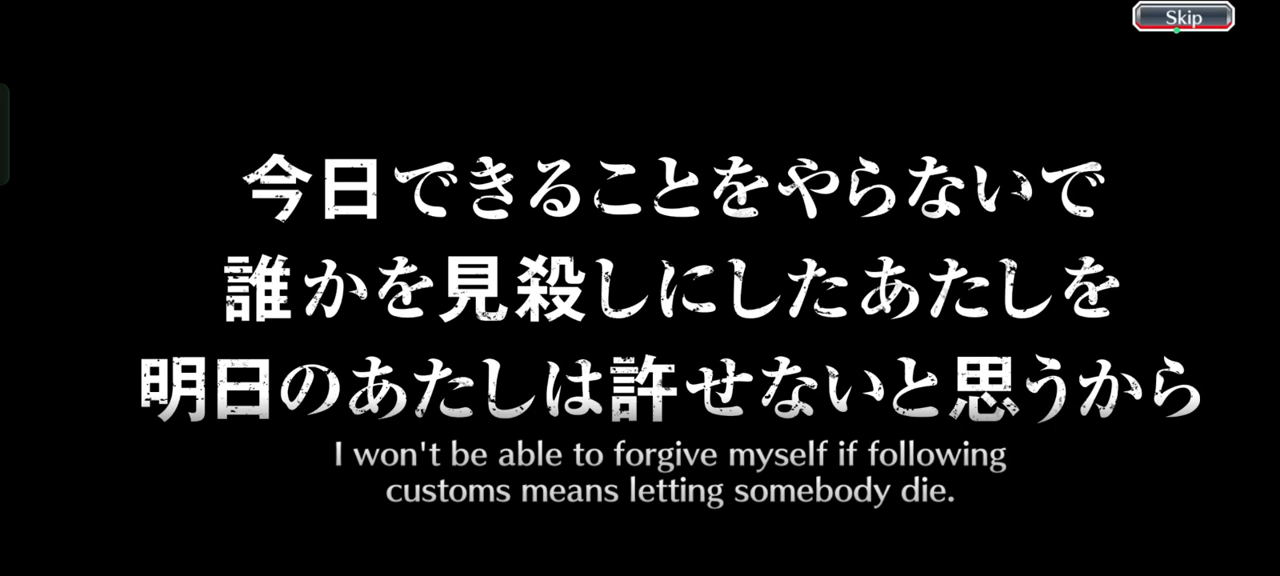 Skip
今日できることをやらないで
誰かを見殺しにしたあたしを
明日のあたしは許せないと思うから
I won't be able to forgive myself if following
customs means letting somebody die.